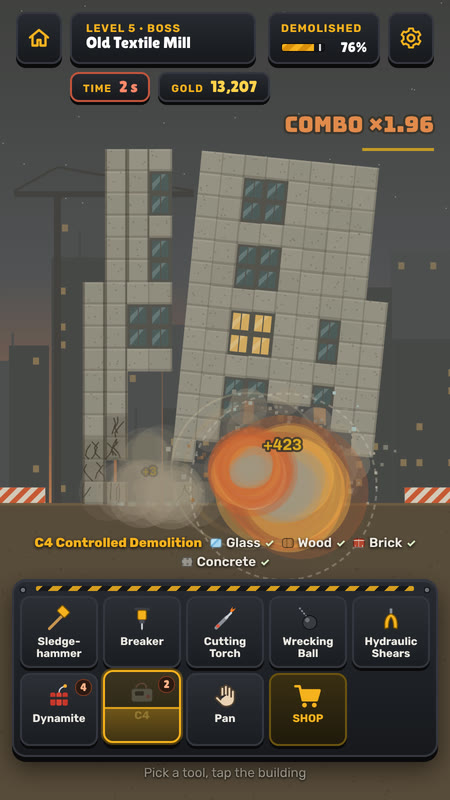 LEVEL 5 • BOSS
Old Textile Mill
DEMOLISHED
76%
TIME 2 s
GOLD 13,207
COMBO ×1.96
+423
C4 Controlled Demolition Glass ✓ Wood ✓ Brick ✓
Concrete ✓
Sledge-
hammer
Breaker
Cutting
Torch
Wrecking
Ball
Hydraulic
Shears
4
Dynamite
2
C4
Pan
SHOP
Pick a tool, tap the building